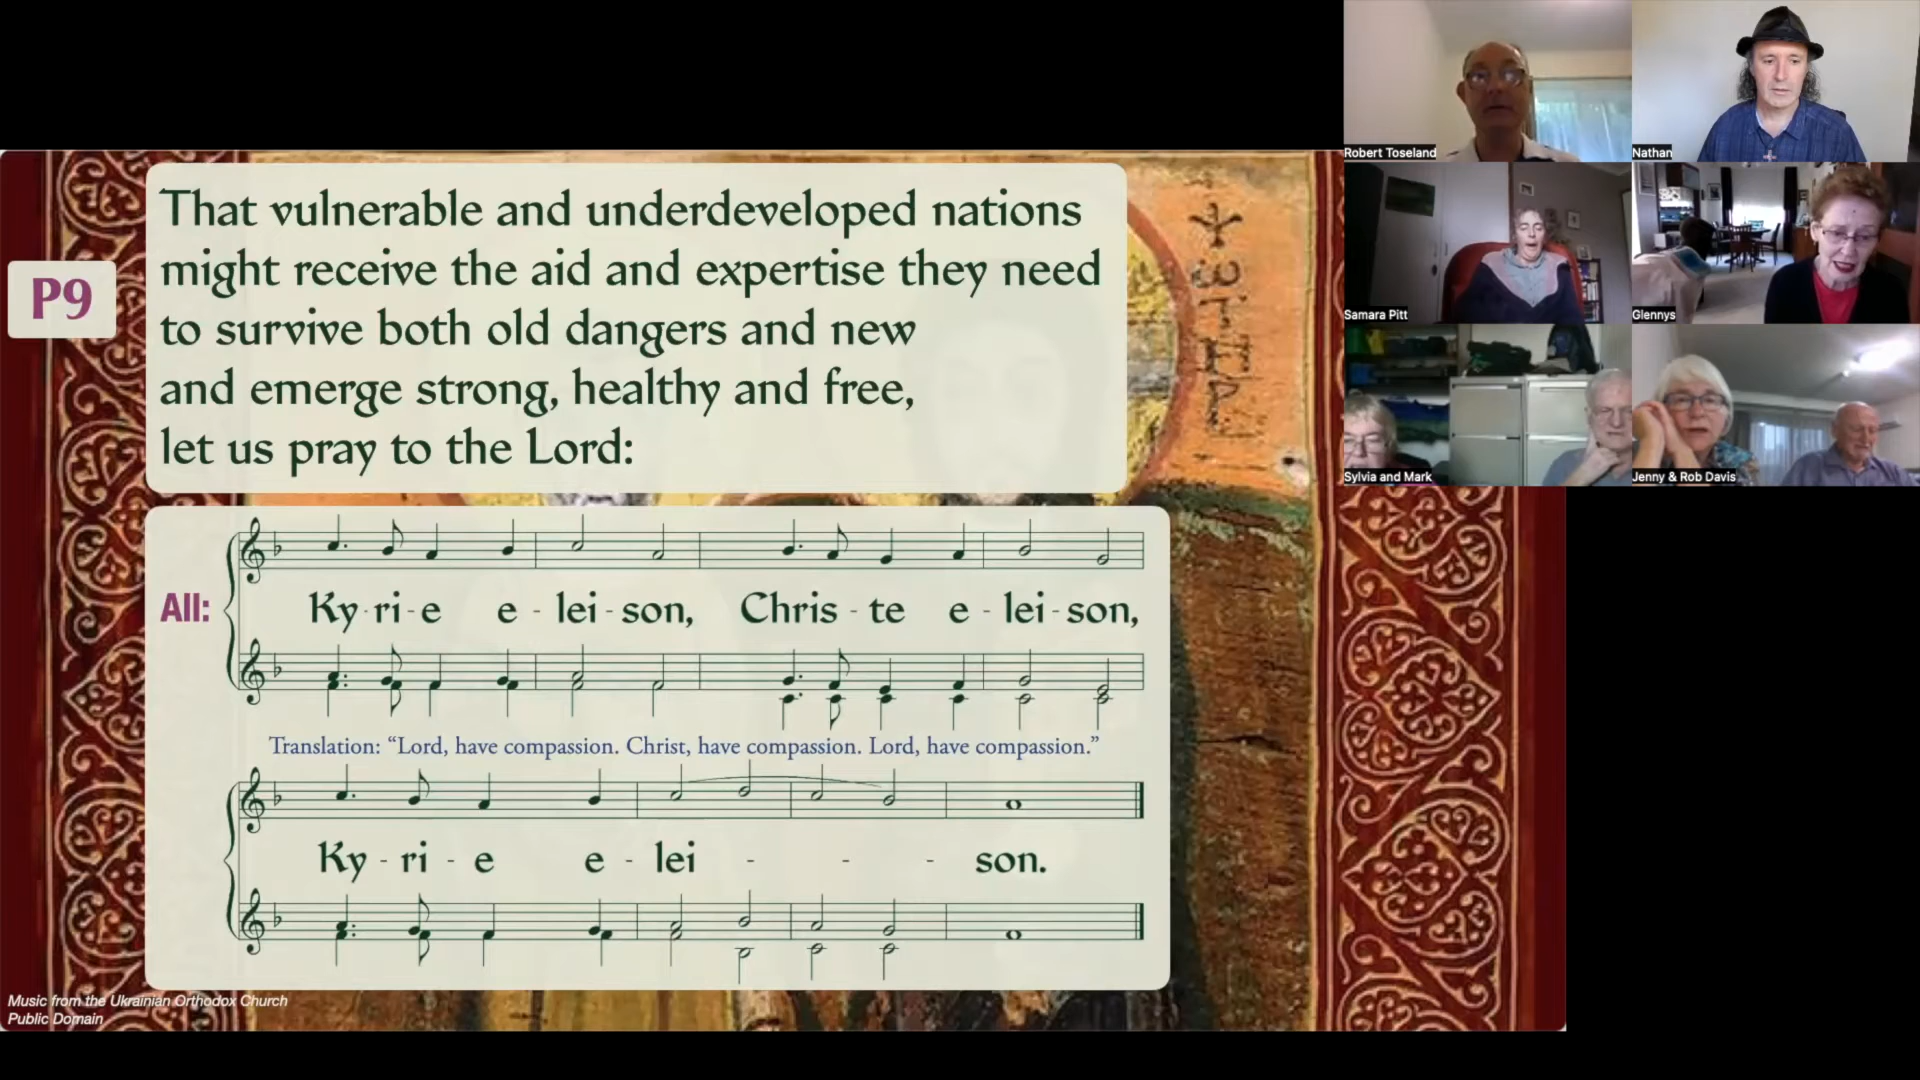 P9
That vulnerable and underdeveloped nations
might receive the aid and expertise they need
to survive both old dangers and new
and emerge strong, healthy and free,
let us pray to the Lord:
All:
Ky-ri-e e-lei-son, Chris-te e-lei-son,
Translation: “Lord, have compassion. Christ, have compassion. Lord, have compassion.”
Ky-ri-e e-lei - - - son.
Music from the Ukrainian Orthodox Church
Public Domain
Robert Toseland
Nathan
Samara Pitt
Glennys
Sylvia and Mark
Jenny & Rob Davis